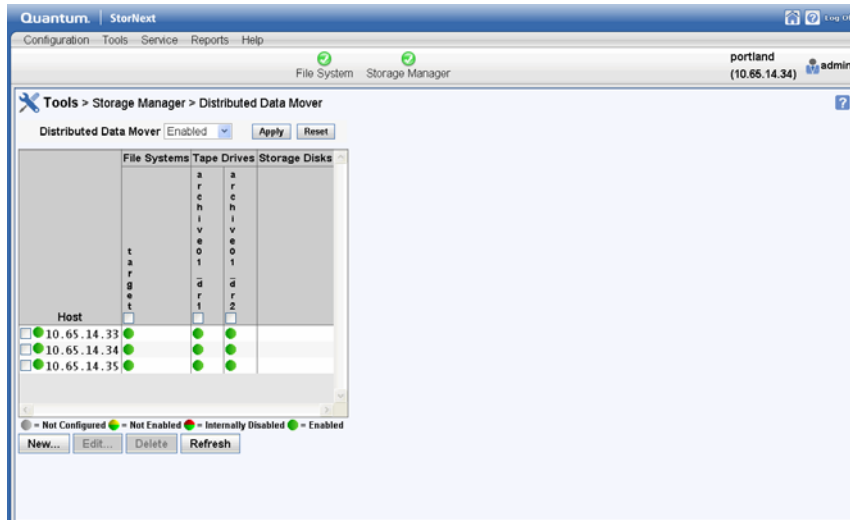 Quantum. StorNext Log O
Configuration Tools Service Reports Help
File System Storage Manager
portland
(10.65.14.34)
admin
Tools > Storage Manager > Distributed Data Mover
Distributed Data Mover Enabled Apply Reset
File Systems Tape Drives Storage Disks
Host target archive01_dr1 archive01_dr2
10.65.14.33
10.65.14.34
10.65.14.35
= Not Configured = Not Enabled = Internally Disabled = Enabled
New... Edit... Delete Refresh